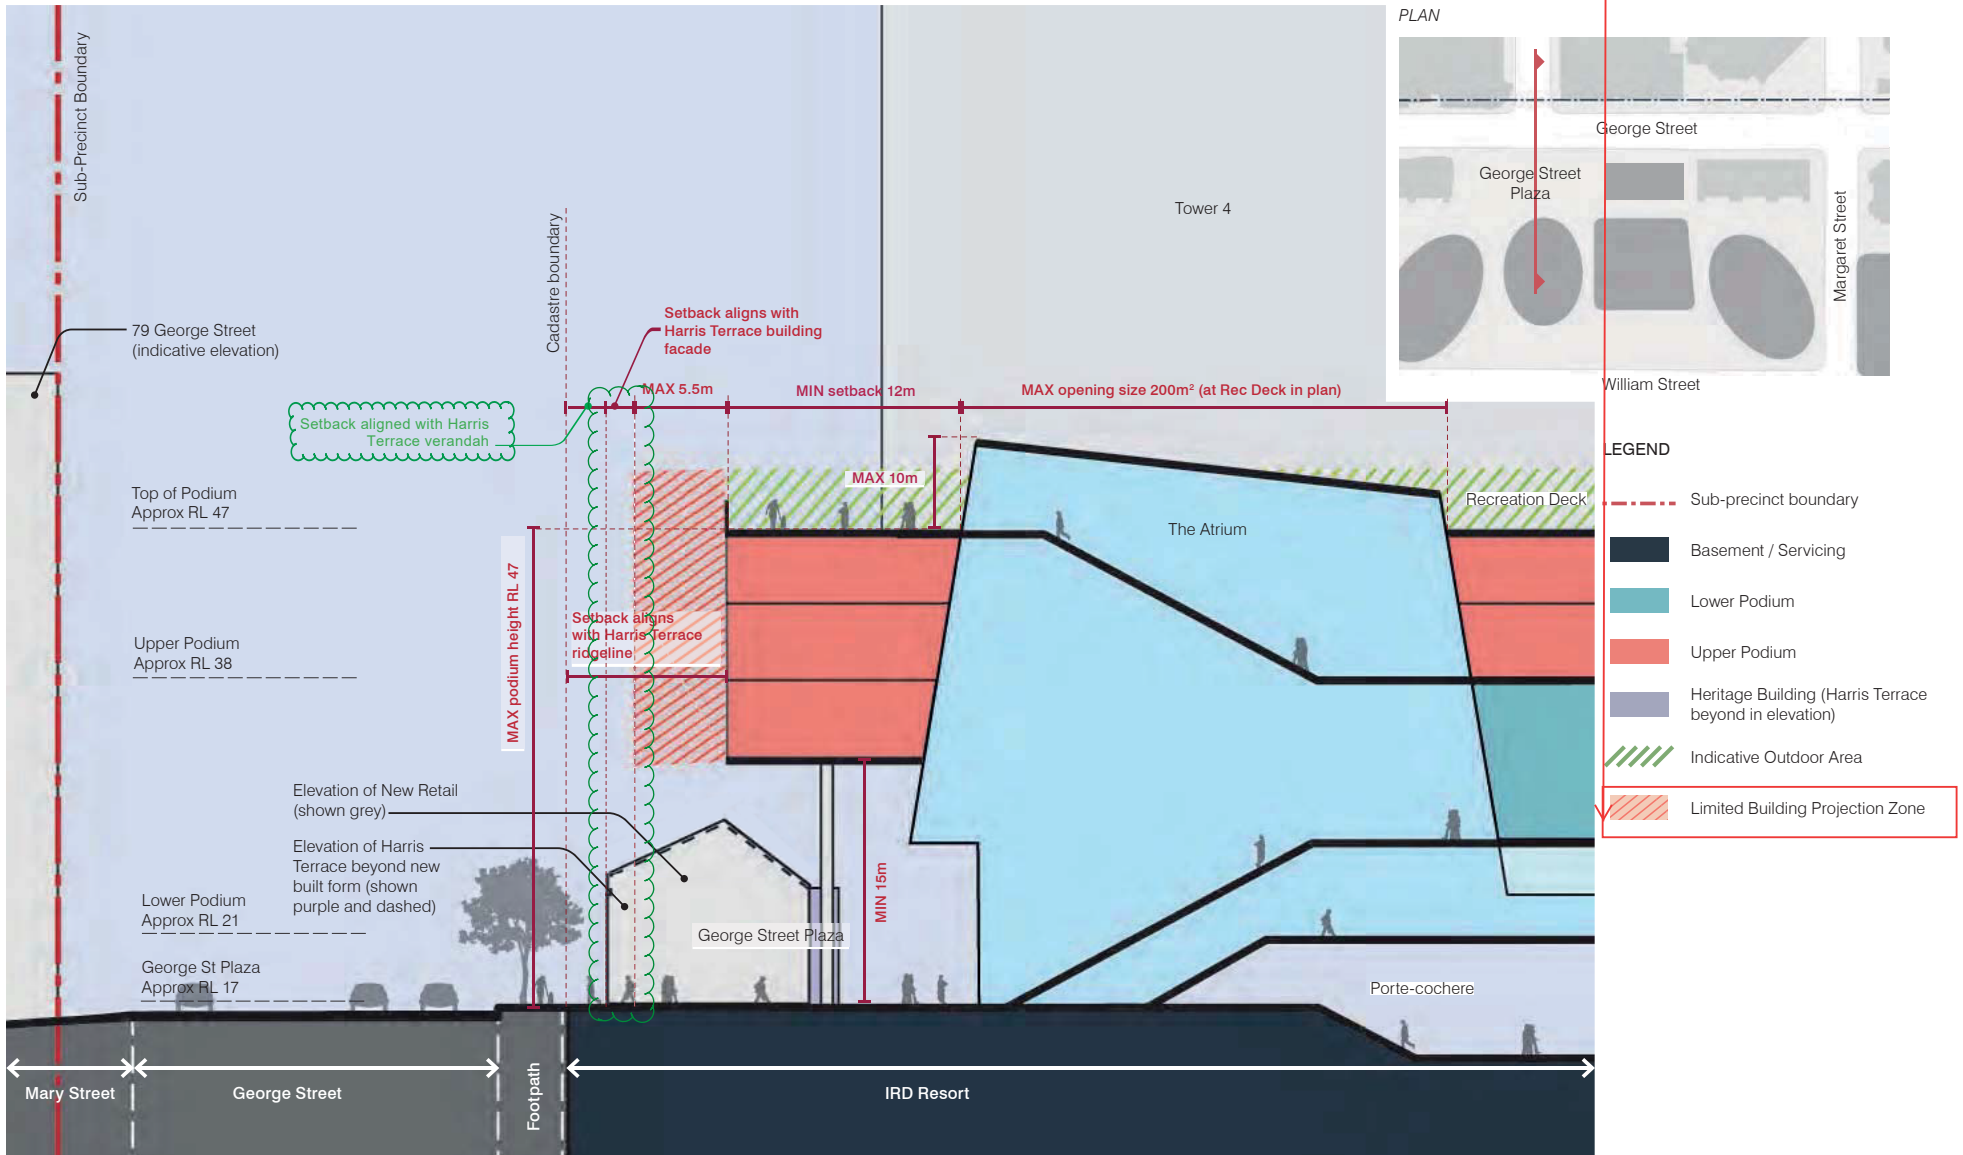 PLAN
George Street
George Street
Plaza
Margaret Street
William Street
Sub-Precinct Boundary
Tower 4
Cadastre boundary
79 George Street
(indicative elevation)
Setback aligns with
Harris Terrace building
facade
MAX 5.5m
MIN setback 12m
MAX opening size 200m² (at Rec Deck in plan)
Setback aligned with Harris
Terrace verandah
MAX 10m
Top of Podium
Approx RL 47
Recreation Deck
The Atrium
MAX podium height RL 47
Setback aligns
with Harris Terrace
ridgeline
Upper Podium
Approx RL 38
Elevation of New Retail
(shown grey)
Elevation of Harris
Terrace beyond new
built form (shown
purple and dashed)
Lower Podium
Approx RL 21
George St Plaza
Approx RL 17
MIN 15m
George Street Plaza
Porte-cochere
Mary Street
George Street
Footpath
IRD Resort
LEGEND
Sub-precinct boundary
Basement / Servicing
Lower Podium
Upper Podium
Heritage Building (Harris Terrace
beyond in elevation)
Indicative Outdoor Area
Limited Building Projection Zone